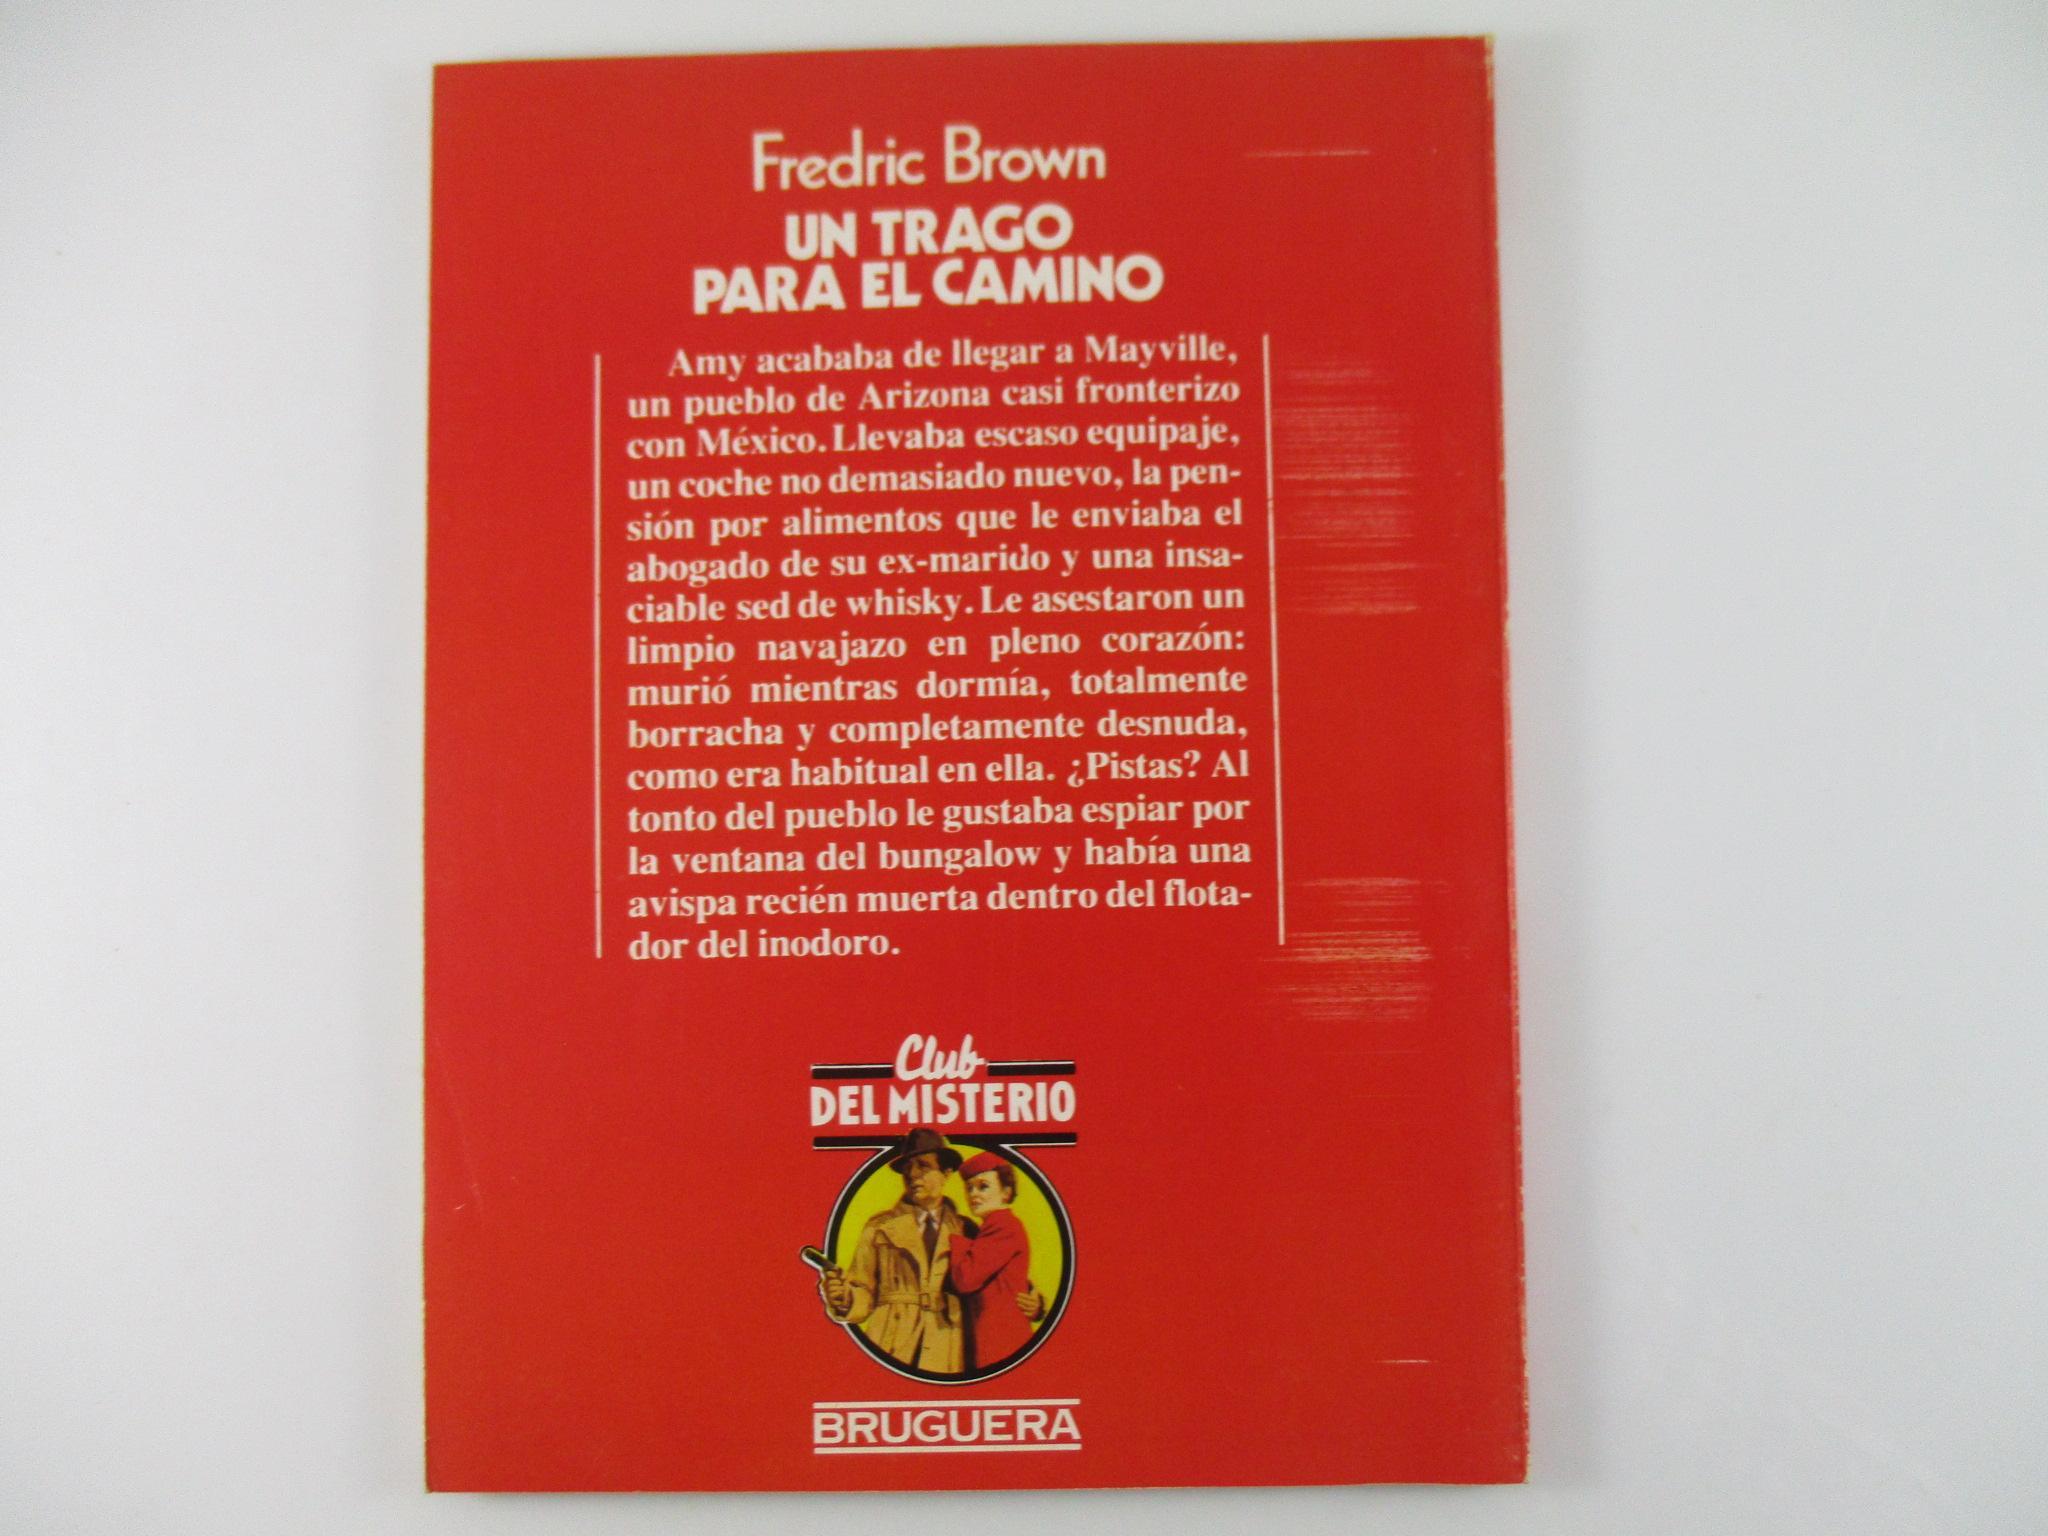 Fredric Brown
UN TRAGO
PARA EL CAMINO
Amy acababa de llegar a Mayville,
un pueblo de Arizona casi fronterizo
con México. Llevaba escaso equipaje,
un coche no demasiado nuevo, la pen-
sión por alimentos que le enviaba el
abogado de su ex-marido y una insa-
ciable sed de whisky. Le asestaron un
limpio navajazo en pleno corazón:
murió mientras dormía, totalmente
borracha y completamente desnuda,
como era habitual en ella. ¿Pistas? Al
tonto del pueblo le gustaba espiar por
la ventana del bungalow y había una
avispa recién muerta dentro del flota-
dor del inodoro.
Club
DEL MISTERIO
BRUGUERA